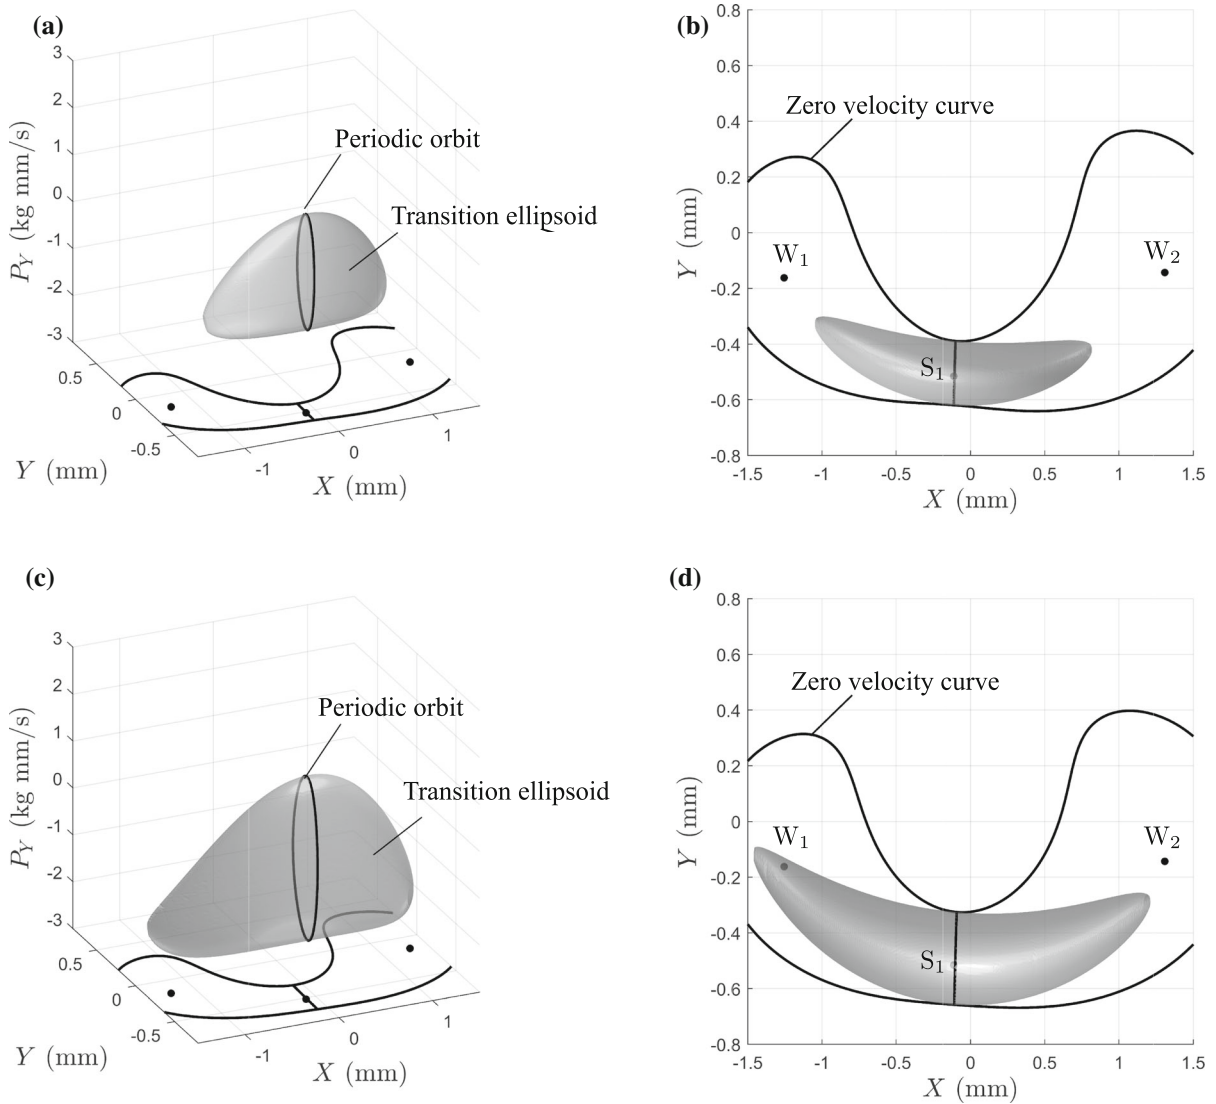 (a)
3
2
1
0
-1
-2
-3
P_Y (kg mm/s)
Periodic orbit
Transition ellipsoid
0.5
0
-0.5
Y (mm)
-1
0
1
X (mm)
(b)
0.8
0.6
0.4
0.2
0
-0.2
-0.4
-0.6
-0.8
Y (mm)
Zero velocity curve
W1
W2
S1
-1.5 -1 -0.5 0 0.5 1 1.5
X (mm)
(c)
3
2
1
0
-1
-2
-3
P_Y (kg mm/s)
Periodic orbit
Transition ellipsoid
0.5
0
-0.5
Y (mm)
-1
0
1
X (mm)
(d)
0.8
0.6
0.4
0.2
0
-0.2
-0.4
-0.6
-0.8
Y (mm)
Zero velocity curve
W1
W2
S1
-1.5 -1 -0.5 0 0.5 1 1.5
X (mm)